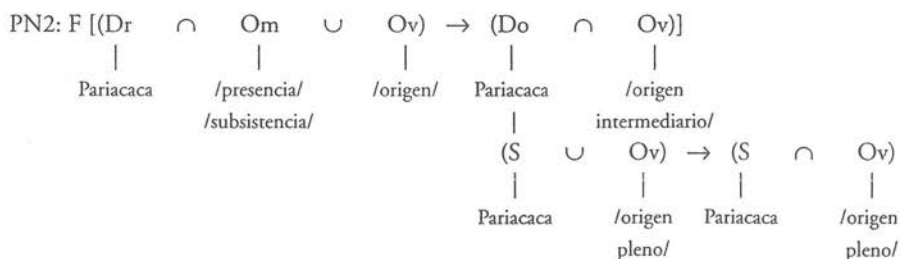 PN2: F [(Dr ∩ Om ∪ Ov) → (Do ∩ Ov)]
| | | | |
Pariacaca /presencia/ /origen/ Pariacaca /origen
/subsistencia/ | intermediario/
(S ∪ Ov) → (S ∩ Ov)
| | | |
Pariacaca /origen Pariacaca /origen
pleno/ pleno/